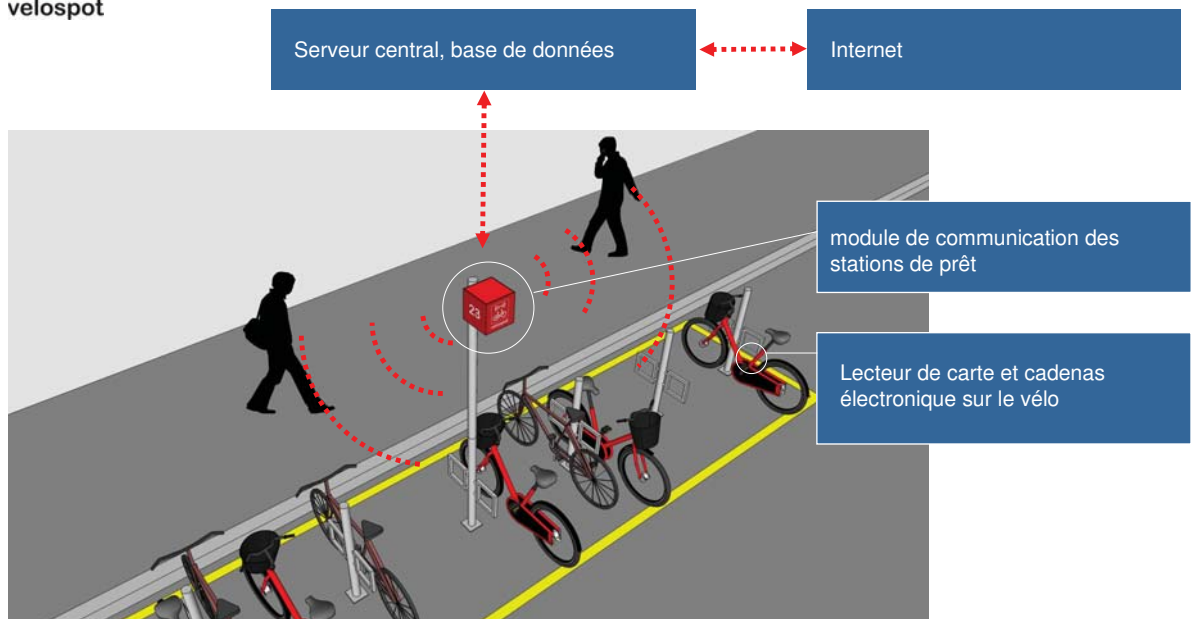 velospot
Serveur central, base de données
Internet
module de communication des
stations de prêt
23
Lecteur de carte et cadenas
électronique sur le vélo